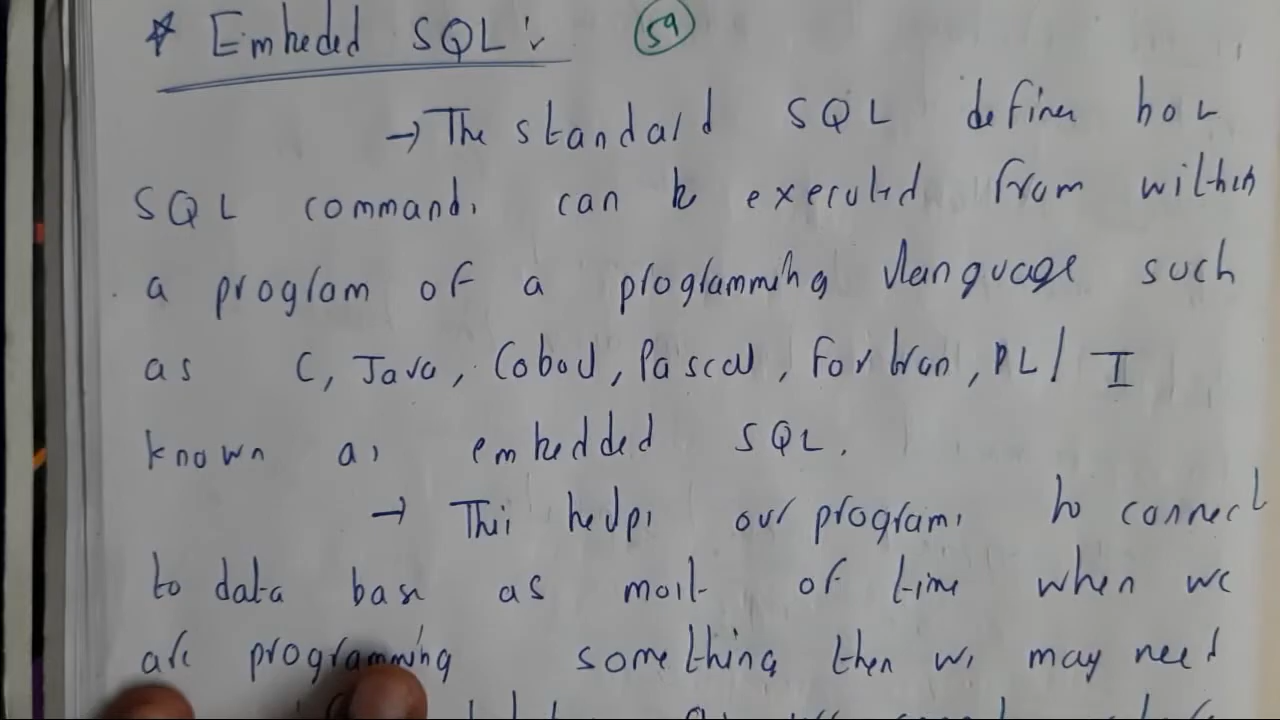 * Embeded SQL :-
59
→ The standard SQL defines how
SQL commands can be executed from within
a program of a programming language such
as C, Java, Cobol, Pascal, Fortran, PL/I
known as embedded SQL.
→ This helps our programs to connect
to data base as most of time when we
are programming something then we may need